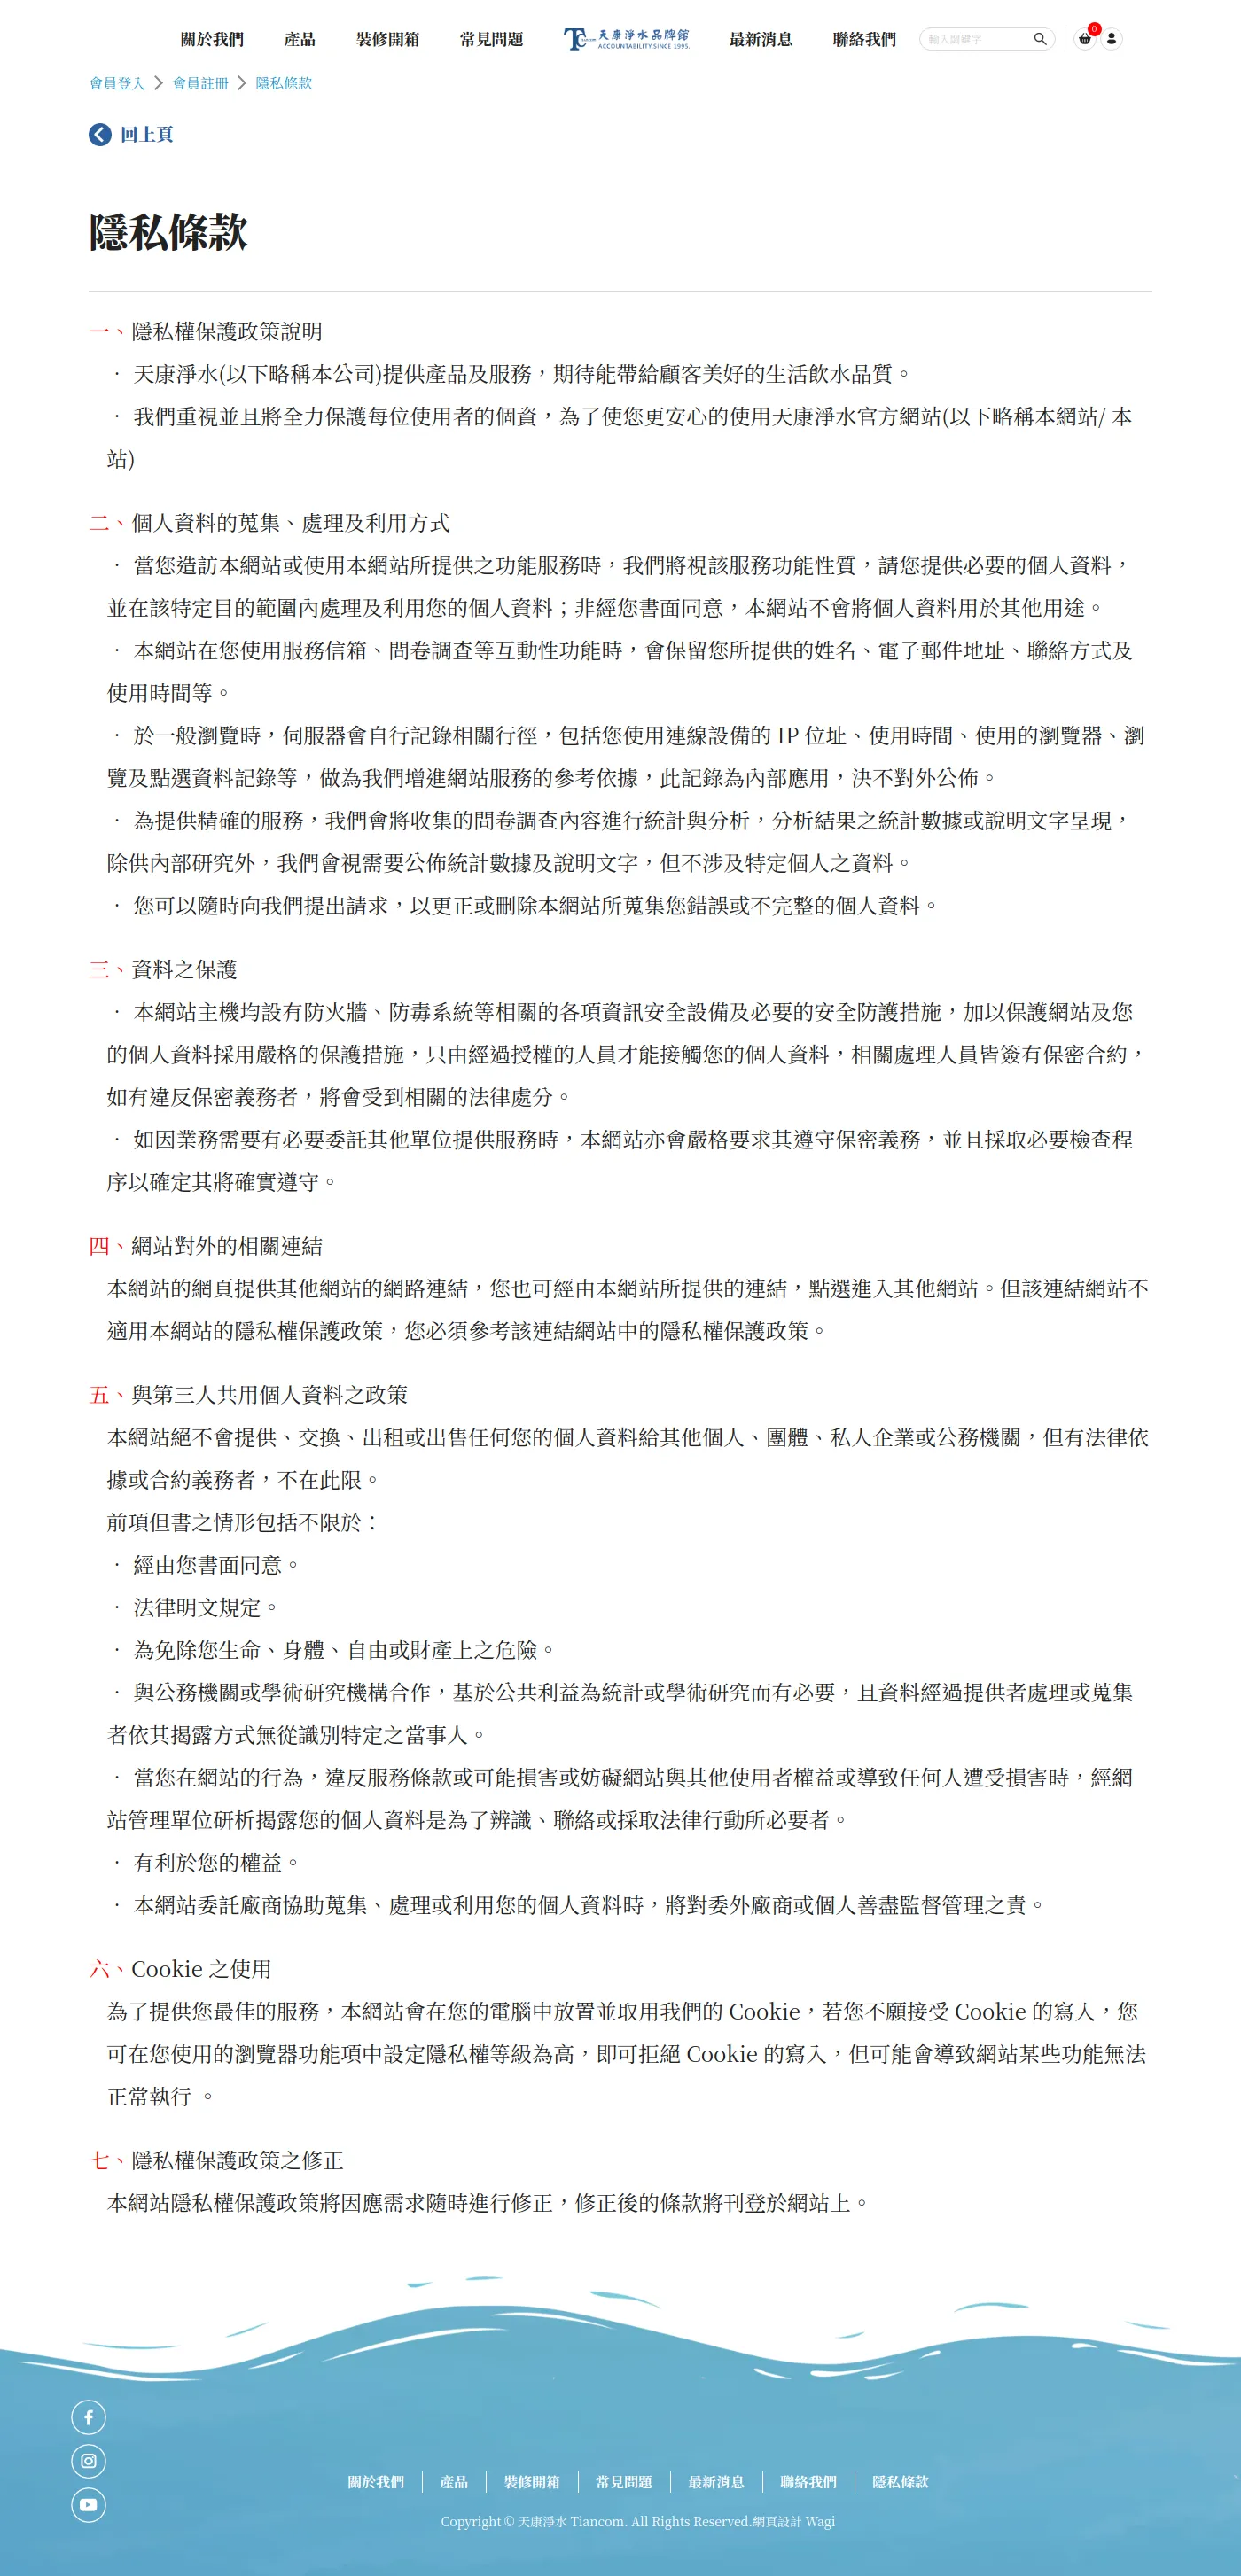 關於我們 產品 裝修開箱 常見問題 TC Tiancom 天康淨水品牌館 ACCOUNTABILITY,SINCE 1995. 最新消息 聯絡我們 輸入關鍵字 0
會員登入 會員註冊 隱私條款
回上頁
隱私條款
一、隱私權保護政策說明
· 天康淨水(以下略稱本公司)提供產品及服務，期待能帶給顧客美好的生活飲水品質。
· 我們重視並且將全力保護每位使用者的個資，為了使您更安心的使用天康淨水官方網站(以下略稱本網站/ 本
站)
二、個人資料的蒐集、處理及利用方式
· 當您造訪本網站或使用本網站所提供之功能服務時，我們將視該服務功能性質，請您提供必要的個人資料，
並在該特定目的範圍內處理及利用您的個人資料；非經您書面同意，本網站不會將個人資料用於其他用途。
· 本網站在您使用服務信箱、問卷調查等互動性功能時，會保留您所提供的姓名、電子郵件地址、聯絡方式及
使用時間等。
· 於一般瀏覽時，伺服器會自行記錄相關行徑，包括您使用連線設備的 IP 位址、使用時間、使用的瀏覽器、瀏
覽及點選資料記錄等，做為我們增進網站服務的參考依據，此記錄為內部應用，決不對外公佈。
· 為提供精確的服務，我們會將收集的問卷調查內容進行統計與分析，分析結果之統計數據或說明文字呈現，
除供內部研究外，我們會視需要公佈統計數據及說明文字，但不涉及特定個人之資料。
· 您可以隨時向我們提出請求，以更正或刪除本網站所蒐集您錯誤或不完整的個人資料。
三、資料之保護
· 本網站主機均設有防火牆、防毒系統等相關的各項資訊安全設備及必要的安全防護措施，加以保護網站及您
的個人資料採用嚴格的保護措施，只由經過授權的人員才能接觸您的個人資料，相關處理人員皆簽有保密合約，
如有違反保密義務者，將會受到相關的法律處分。
· 如因業務需要有必要委託其他單位提供服務時，本網站亦會嚴格要求其遵守保密義務，並且採取必要檢查程
序以確定其將確實遵守。
四、網站對外的相關連結
本網站的網頁提供其他網站的網路連結，您也可經由本網站所提供的連結，點選進入其他網站。但該連結網站不
適用本網站的隱私權保護政策，您必須參考該連結網站中的隱私權保護政策。
五、與第三人共用個人資料之政策
本網站絕不會提供、交換、出租或出售任何您的個人資料給其他個人、團體、私人企業或公務機關，但有法律依
據或合約義務者，不在此限。
前項但書之情形包括不限於：
· 經由您書面同意。
· 法律明文規定。
· 為免除您生命、身體、自由或財產上之危險。
· 與公務機關或學術研究機構合作，基於公共利益為統計或學術研究而有必要，且資料經過提供者處理或蒐集
者依其揭露方式無從識別特定之當事人。
· 當您在網站的行為，違反服務條款或可能損害或妨礙網站與其他使用者權益或導致任何人遭受損害時，經網
站管理單位研析揭露您的個人資料是為了辨識、聯絡或採取法律行動所必要者。
· 有利於您的權益。
· 本網站委託廠商協助蒐集、處理或利用您的個人資料時，將對委外廠商或個人善盡監督管理之責。
六、Cookie 之使用
為了提供您最佳的服務，本網站會在您的電腦中放置並取用我們的 Cookie，若您不願接受 Cookie 的寫入，您
可在您使用的瀏覽器功能項中設定隱私權等級為高，即可拒絕 Cookie 的寫入，但可能會導致網站某些功能無法
正常執行 。
七、隱私權保護政策之修正
本網站隱私權保護政策將因應需求隨時進行修正，修正後的條款將刊登於網站上。
關於我們 產品 裝修開箱 常見問題 最新消息 聯絡我們 隱私條款
Copyright © 天康淨水 Tiancom. All Rights Reserved.網頁設計 Wagi